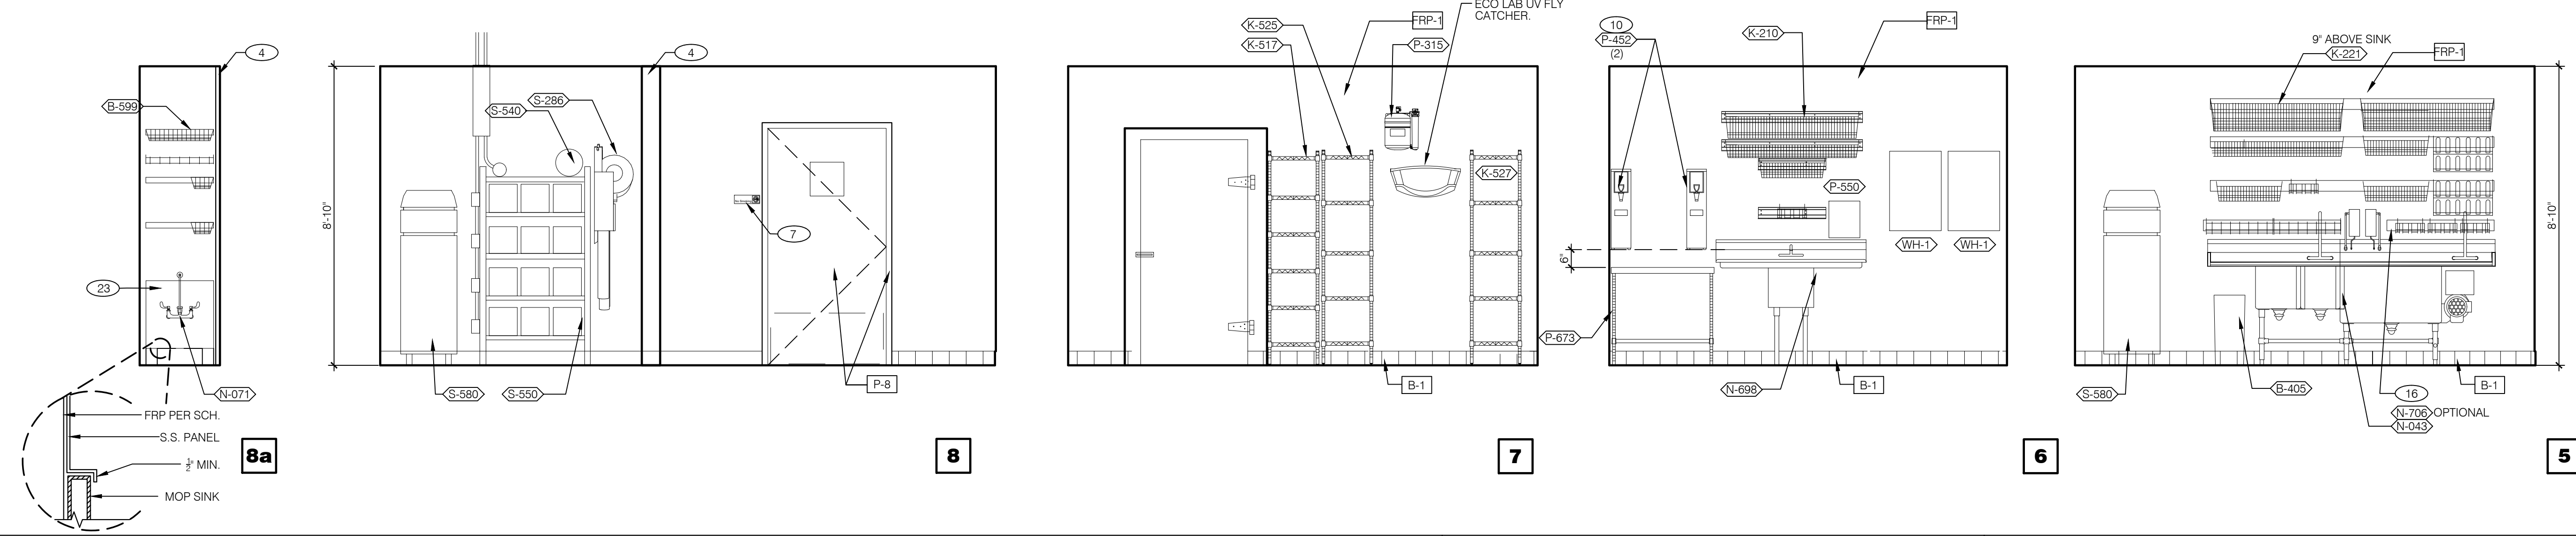 4
B-599
23
N-071
FRP PER SCH.
S.S. PANEL
½" MIN.
MOP SINK
8a
8'-10"
4
S-286
S-540
7
P-8
S-580
S-550
8
ECO LAB UV FLY
CATCHER.
K-525
FRP-1
K-517
P-315
K-527
B-1
7
10
P-452
(2)
K-210
FRP-1
P-550
WH-1
WH-1
6"
P-673
N-698
B-1
6
9" ABOVE SINK
K-221
FRP-1
8'-10"
S-580
B-405
16
B-1
N-706 OPTIONAL
N-043
5